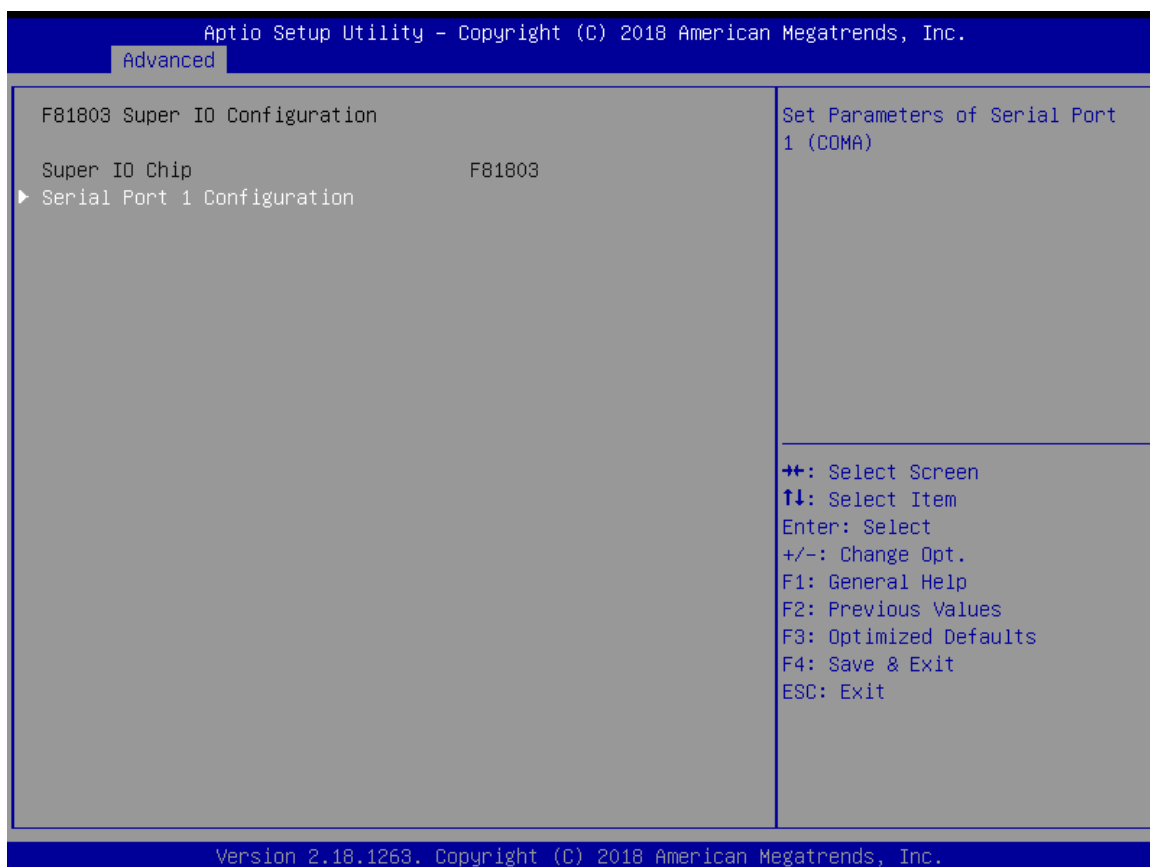 Aptio Setup Utility – Copyright (C) 2018 American Megatrends, Inc.
Advanced
F81803 Super IO Configuration
Super IO Chip F81803
► Serial Port 1 Configuration
Set Parameters of Serial Port
1 (COMA)
→←: Select Screen
↑↓: Select Item
Enter: Select
+/-: Change Opt.
F1: General Help
F2: Previous Values
F3: Optimized Defaults
F4: Save & Exit
ESC: Exit
Version 2.18.1263. Copyright (C) 2018 American Megatrends, Inc.